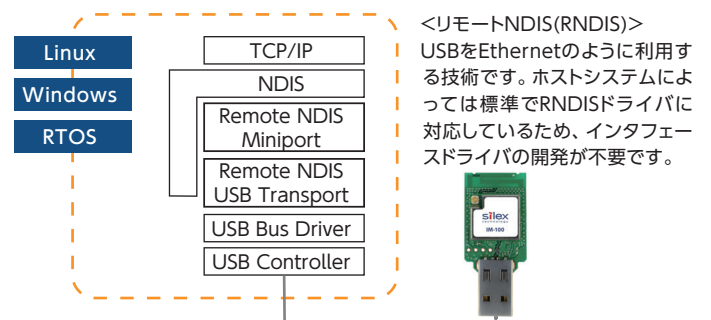 Linux
Windows
RTOS
TCP/IP
NDIS
Remote NDIS
Miniport
Remote NDIS
USB Transport
USB Bus Driver
USB Controller
<リモートNDIS(RNDIS)>
USBをEthernetのように利用す
る技術です。ホストシステムによ
っては標準でRNDISドライバに
対応しているため、インタフェー
スドライバの開発が不要です。
silex
technology
IM-100